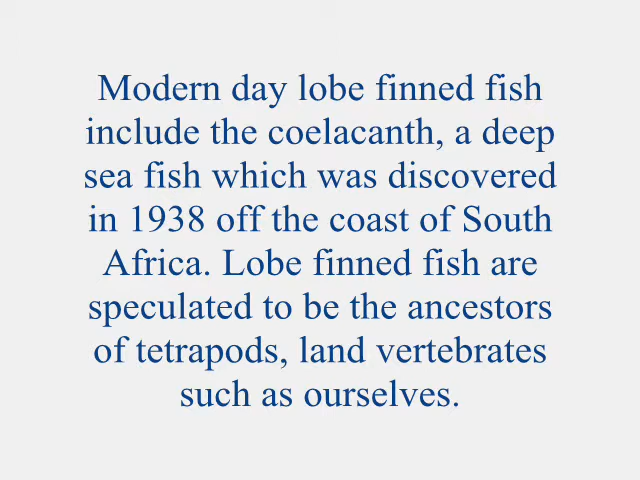 Modern day lobe finned fish
include the coelacanth, a deep
sea fish which was discovered
in 1938 off the coast of South
Africa. Lobe finned fish are
speculated to be the ancestors
of tetrapods, land vertebrates
such as ourselves.